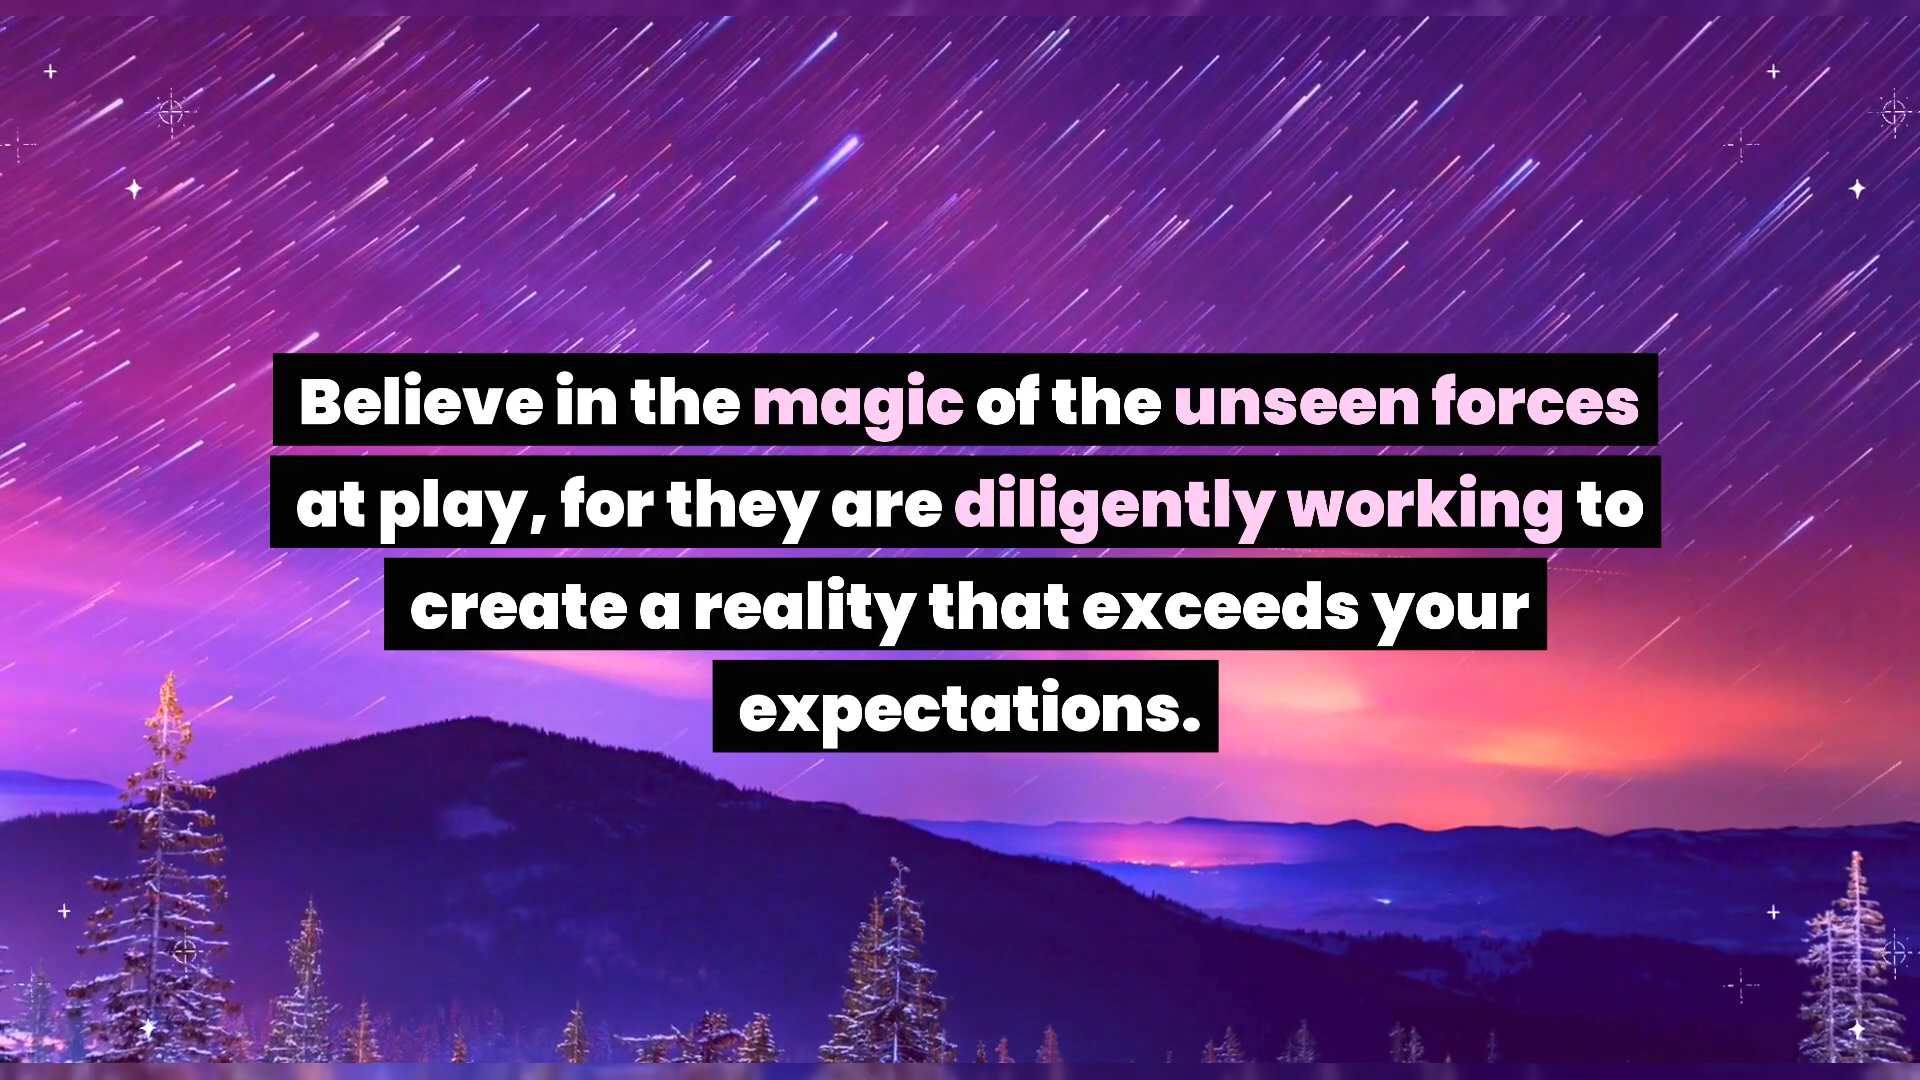 Believe in the magic of the unseen forces
at play, for they are diligently working to
create a reality that exceeds your
expectations.